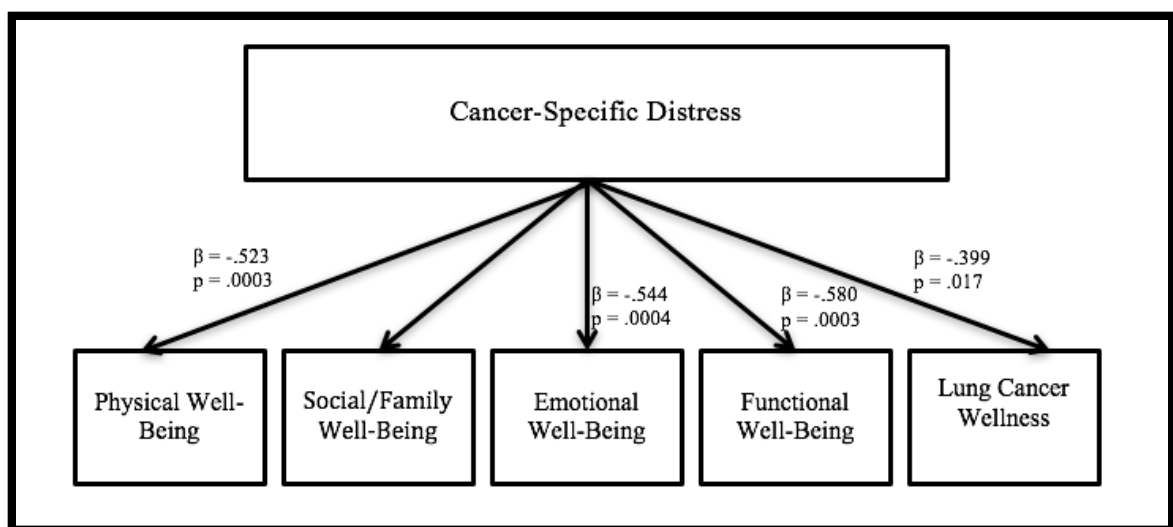 Cancer-Specific Distress
β = -.523
p = .0003
β = -.544
p = .0004
β = -.580
p = .0003
β = -.399
p = .017
Physical Well-
Being
Social/Family
Well-Being
Emotional
Well-Being
Functional
Well-Being
Lung Cancer
Wellness